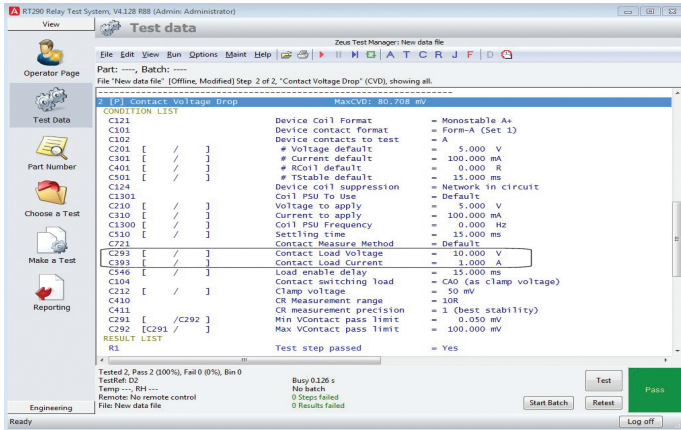 RT290 Relay Test System, V4.128 R88 (Admin: Administrator)
View
Test data
Zeus Test Manager: New data file
File Edit View Run Options Maint Help A T C R J F D
Operator Page
Part: ----, Batch: ----
File "New data file" [Offline, Modified] Step 2 of 2, "Contact Voltage Drop" (CVD), showing all.
2 [P] Contact Voltage Drop MaxCVD: 80.708 mV
CONDITION LIST
C121 Device Coil Format = Monostable A+
Test Data
C101 Device contact format = Form-A (Set 1)
C102 Device contacts to test = A
C201 [ / ] # Voltage default = 5.000 V
C301 [ / ] # Current default = 100.000 mA
C401 [ / ] # RCoil default = 0.000 R
C501 [ / ] # TStable default = 15.000 ms
Part Number
C124 Device coil suppression = Network in circuit
C1301 Coil PSU To Use = Default
C210 [ / ] Voltage to apply = 5.000 V
C310 [ / ] Current to apply = 100.000 mA
Choose a Test
C1300 [ / ] Coil PSU Frequency = 0.000 Hz
C510 [ / ] Settling time = 15.000 ms
C721 Contact Measure Method = Default
C293 [ / ] Contact Load Voltage = 10.000 V
C393 [ / ] Contact Load Current = 1.000 A
Make a Test
C546 [ / ] Load enable delay = 15.000 ms
C104 Contact switching load = CA0 (as clamp voltage)
C212 [ / ] Clamp voltage = 50 mV
C410 CR Measurement range = 10R
C411 CR measurement precision = 1 (best stability)
Reporting
C291 [ /C292 ] Min VContact pass limit = 0.050 mV
C292 [C291 / ] Max VContact pass limit = 100.000 mV
RESULT LIST
R1 Test step passed = Yes
Tested 2, Pass 2 (100%), Fail 0 (0%), Bin 0
TestRef: D2 Busy 0.126 s
Temp ---, RH --- No batch
Remote: No remote control 0 Steps failed
File: New data file 0 Results failed
Test
Start Batch Retest
Pass
Engineering
Ready
Log off